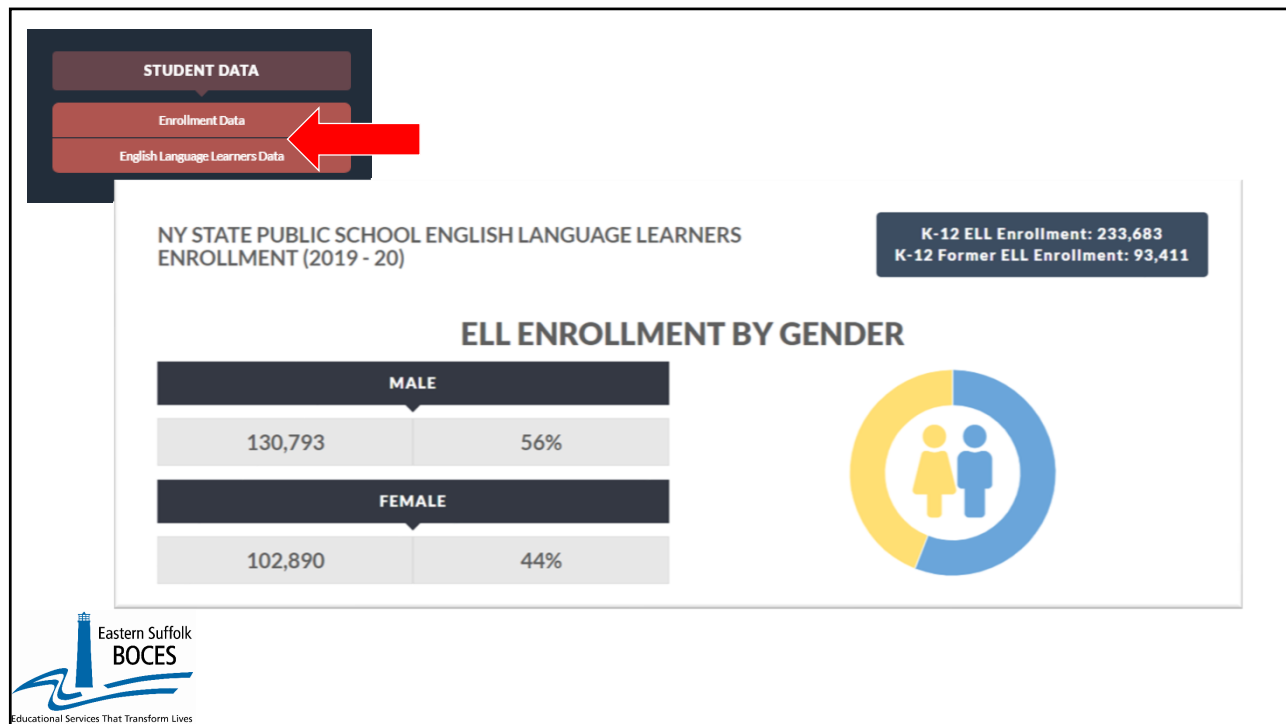 STUDENT DATA
Enrollment Data
English Language Learners Data
NY STATE PUBLIC SCHOOL ENGLISH LANGUAGE LEARNERS
ENROLLMENT (2019 - 20)
K-12 ELL Enrollment: 233,683
K-12 Former ELL Enrollment: 93,411
ELL ENROLLMENT BY GENDER
MALE
130,793 56%
FEMALE
102,890 44%
Eastern Suffolk
BOCES
Educational Services That Transform Lives